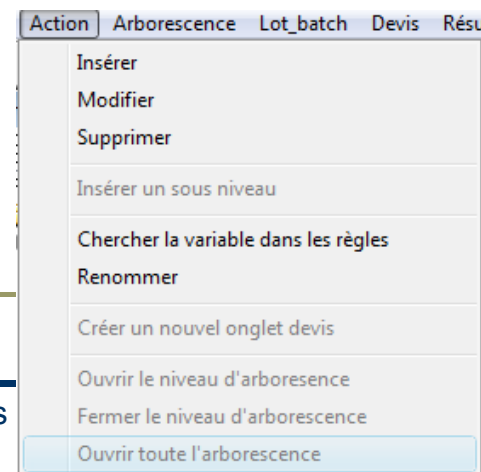 Action Arborescence Lot_batch Devis Résu
Insérer
Modifier
Supprimer
Insérer un sous niveau
Chercher la variable dans les règles
Renommer
Créer un nouvel onglet devis
Ouvrir le niveau d'arboresence
s Fermer le niveau d'arborescence
Ouvrir toute l'arborescence